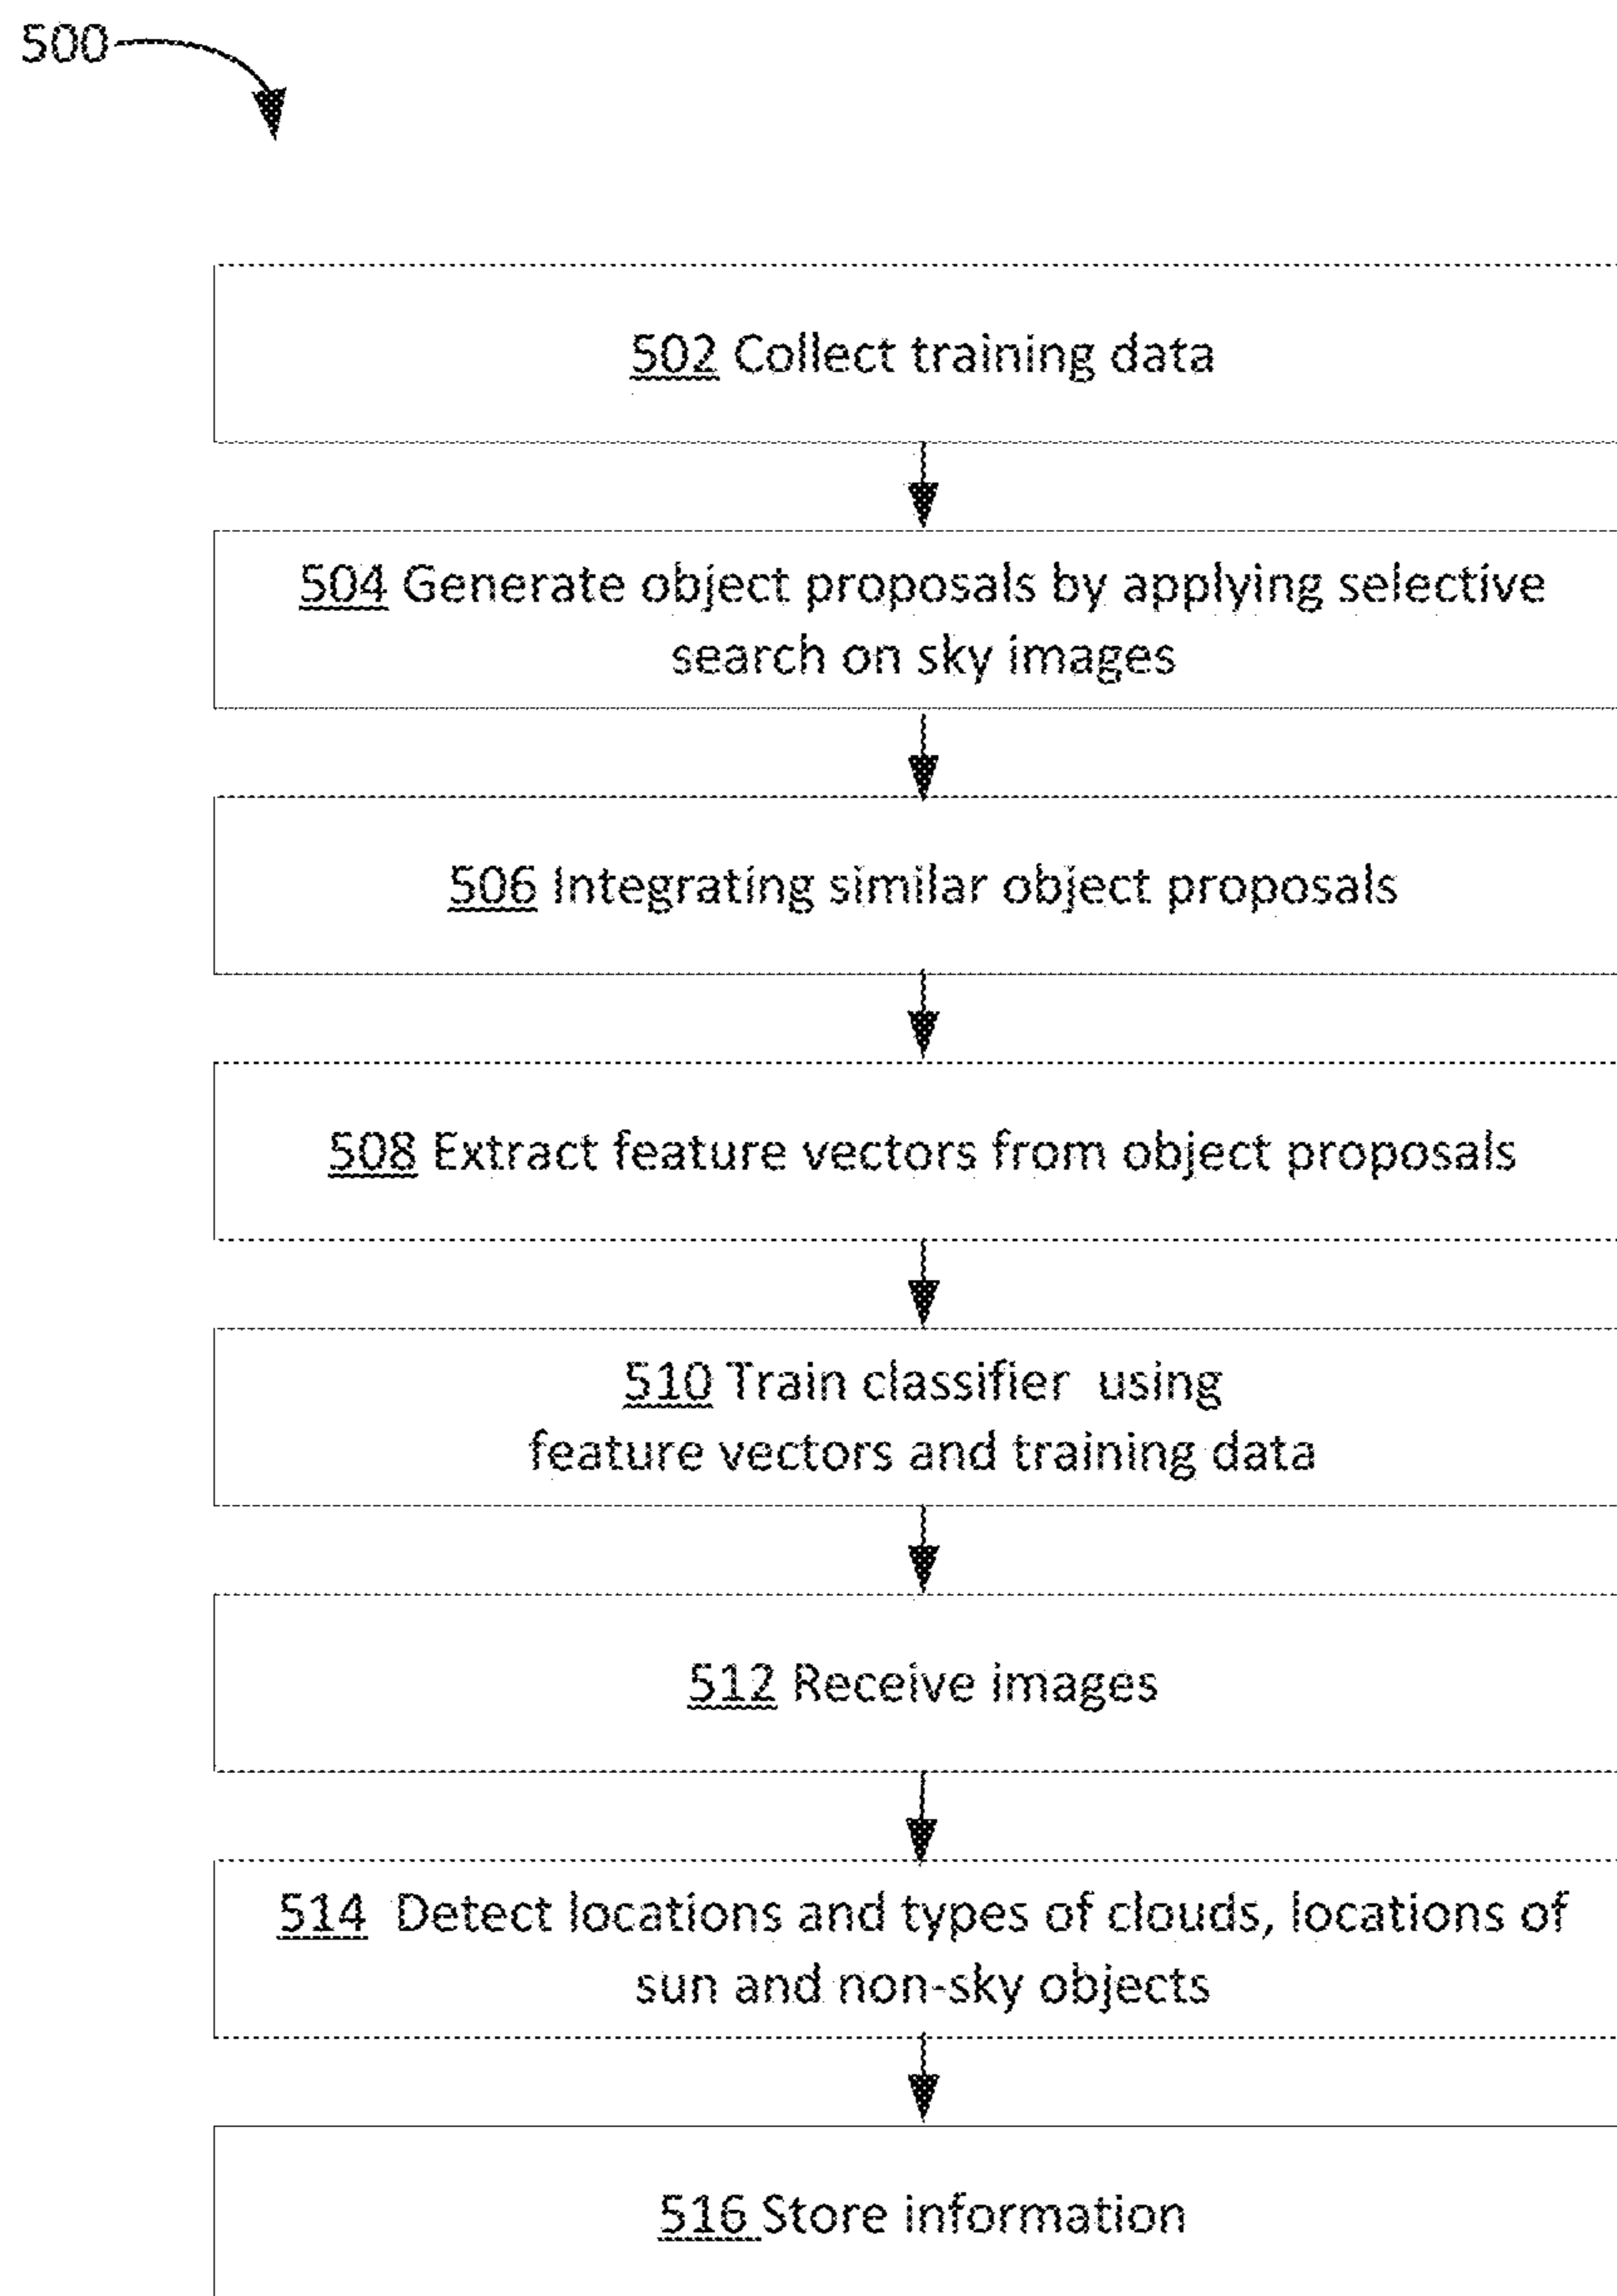 500
502 Collect training data
504 Generate object proposals by applying selective
search on sky images
506 Integrating similar object proposals
508 Extract feature vectors from object proposals
510 Train classifier using
feature vectors and training data
512 Receive images
514 Detect locations and types of clouds, locations of
sun and non-sky objects
516 Store information